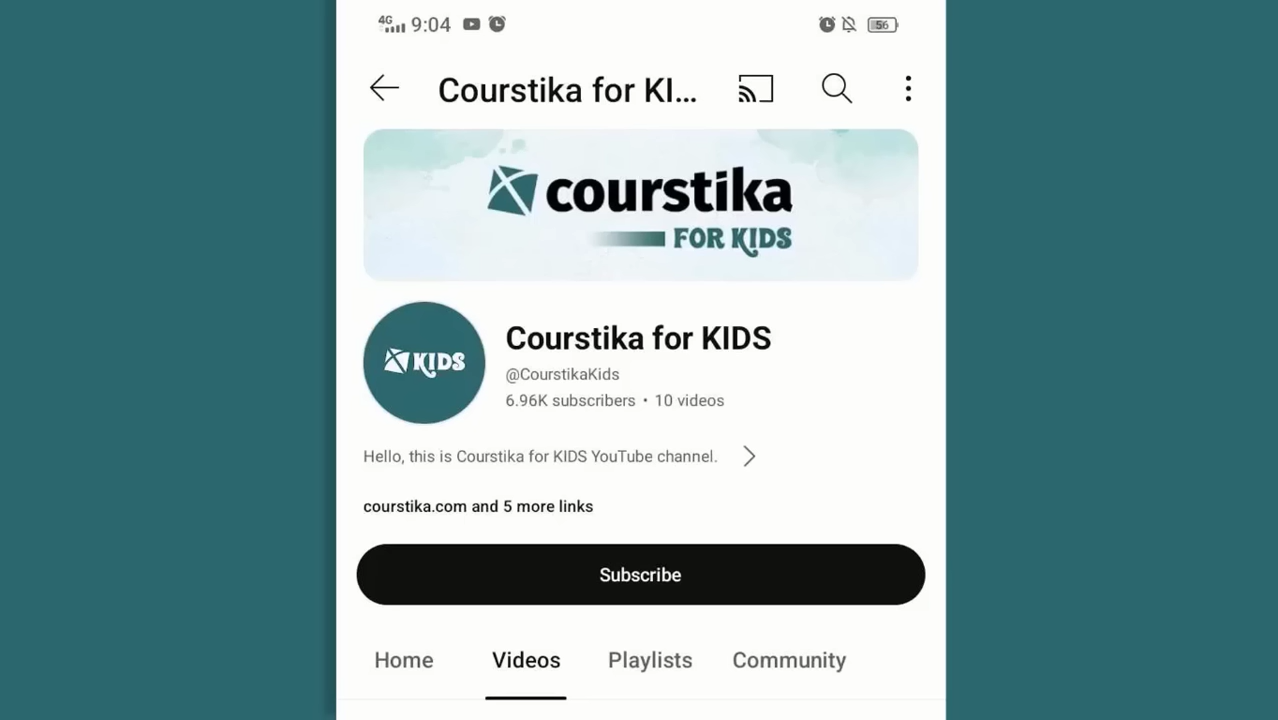 4G 9:04 56
Courstika for KI...
courstika
FOR KIDS
KIDS
Courstika for KIDS
@CourstikaKids
6.96K subscribers • 10 videos
Hello, this is Courstika for KIDS YouTube channel.
courstika.com and 5 more links
Subscribe
Home Videos Playlists Community